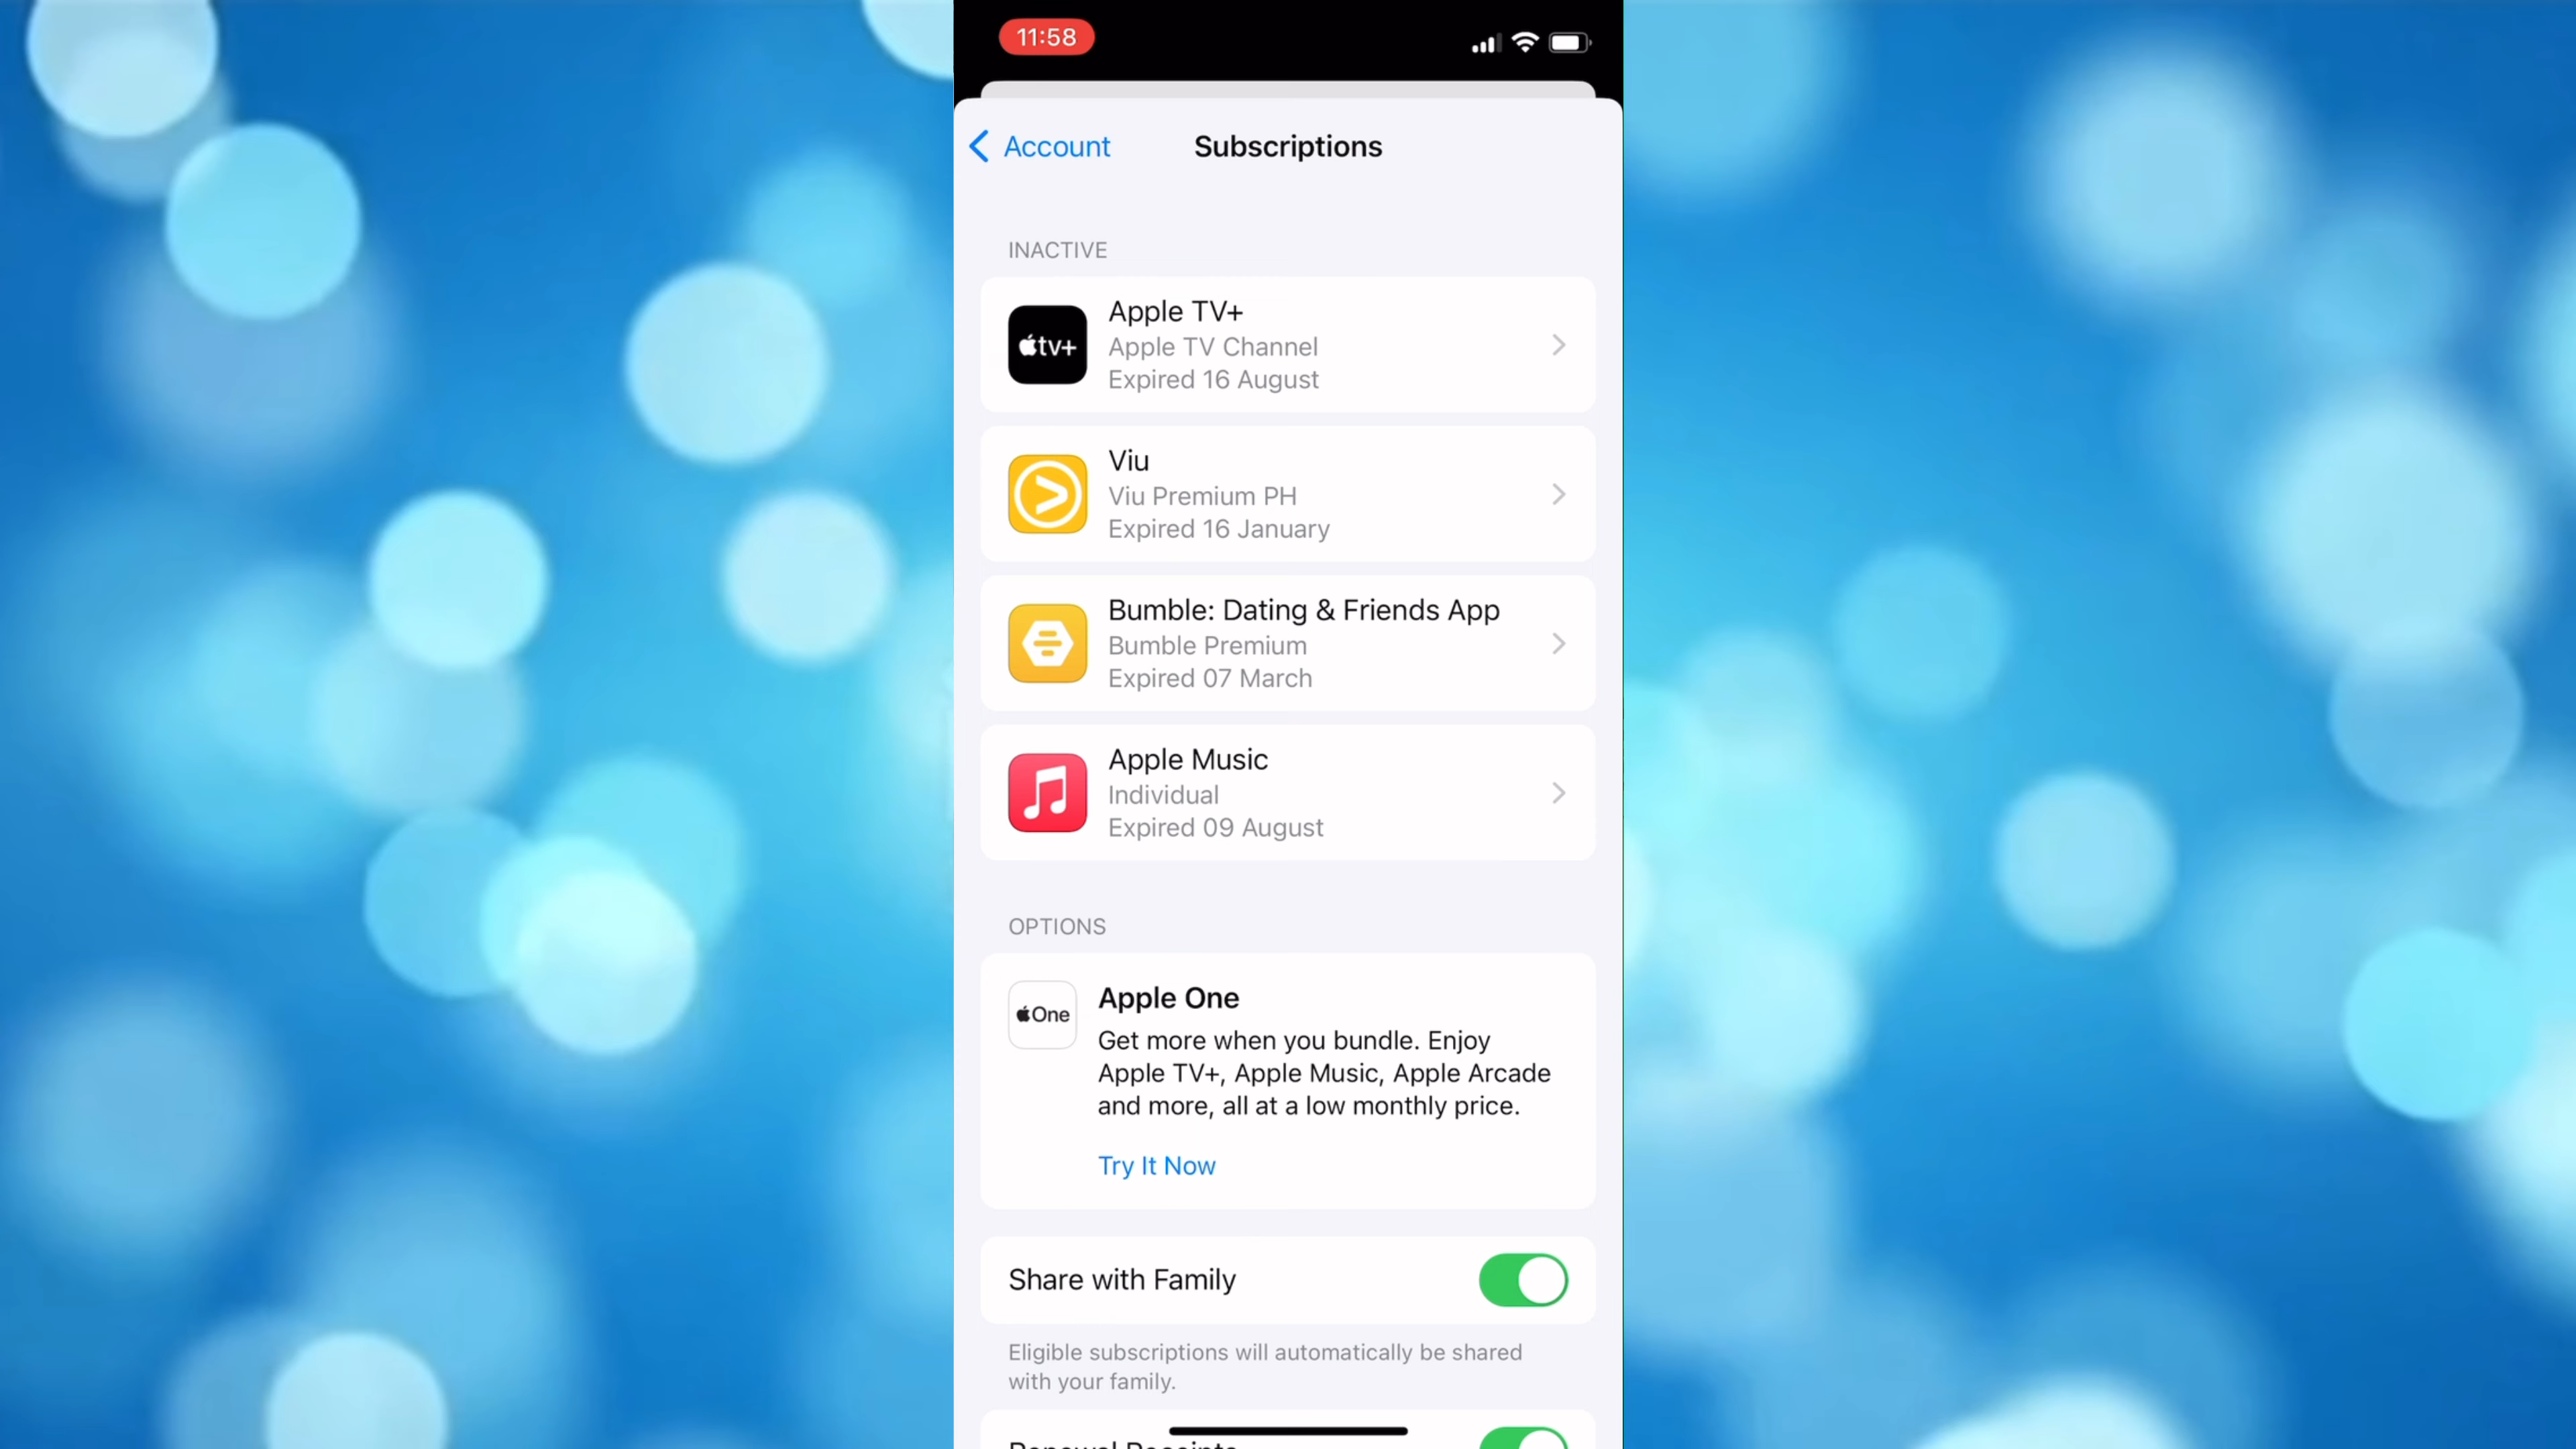 11:58
Account
Subscriptions
INACTIVE
tv+
Apple TV+
Apple TV Channel
Expired 16 August
Viu
Viu Premium PH
Expired 16 January
Bumble: Dating & Friends App
Bumble Premium
Expired 07 March
Apple Music
Individual
Expired 09 August
OPTIONS
One
Apple One
Get more when you bundle. Enjoy
Apple TV+, Apple Music, Apple Arcade
and more, all at a low monthly price.
Try It Now
Share with Family
Eligible subscriptions will automatically be shared
with your family.
Renewal Receipts